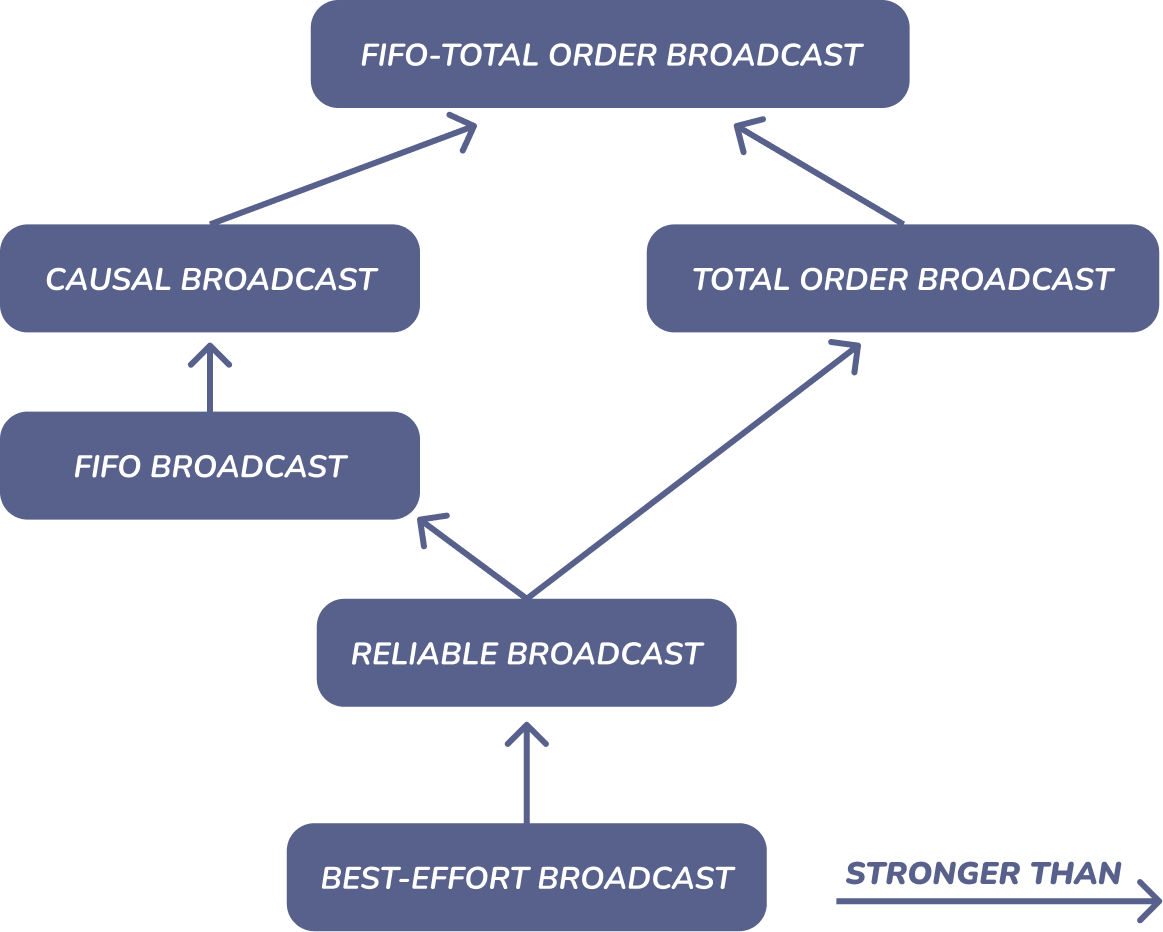 FIFO-TOTAL ORDER BROADCAST
CAUSAL BROADCAST
TOTAL ORDER BROADCAST
FIFO BROADCAST
RELIABLE BROADCAST
BEST-EFFORT BROADCAST
STRONGER THAN